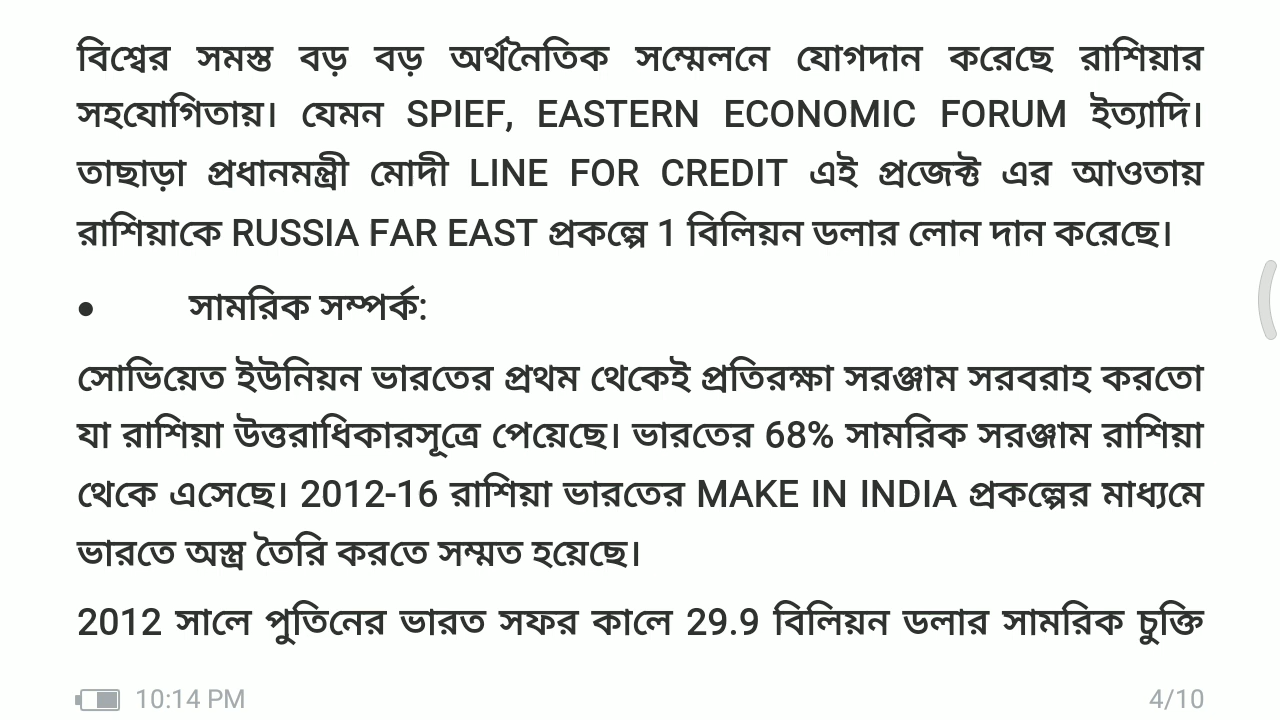 বিশ্বের সমস্ত বড় বড় অর্থনৈতিক সম্মেলনে যোগদান করেছে রাশিয়ার
সহযোগিতায়। যেমন SPIEF, EASTERN ECONOMIC FORUM ইত্যাদি।
তাছাড়া প্রধানমন্ত্রী মোদী LINE FOR CREDIT এই প্রজেক্ট এর আওতায়
রাশিয়াকে RUSSIA FAR EAST প্রকল্পে 1 বিলিয়ন ডলার লোন দান করেছে।
• সামরিক সম্পর্ক:
সোভিয়েত ইউনিয়ন ভারতের প্রথম থেকেই প্রতিরক্ষা সরঞ্জাম সরবরাহ করতো
যা রাশিয়া উত্তরাধিকারসূত্রে পেয়েছে। ভারতের 68% সামরিক সরঞ্জাম রাশিয়া
থেকে এসেছে। 2012-16 রাশিয়া ভারতের MAKE IN INDIA প্রকল্পের মাধ্যমে
ভারতে অস্ত্র তৈরি করতে সম্মত হয়েছে।
2012 সালে পুতিনের ভারত সফর কালে 29.9 বিলিয়ন ডলার সামরিক চুক্তি
10:14 PM 4/10